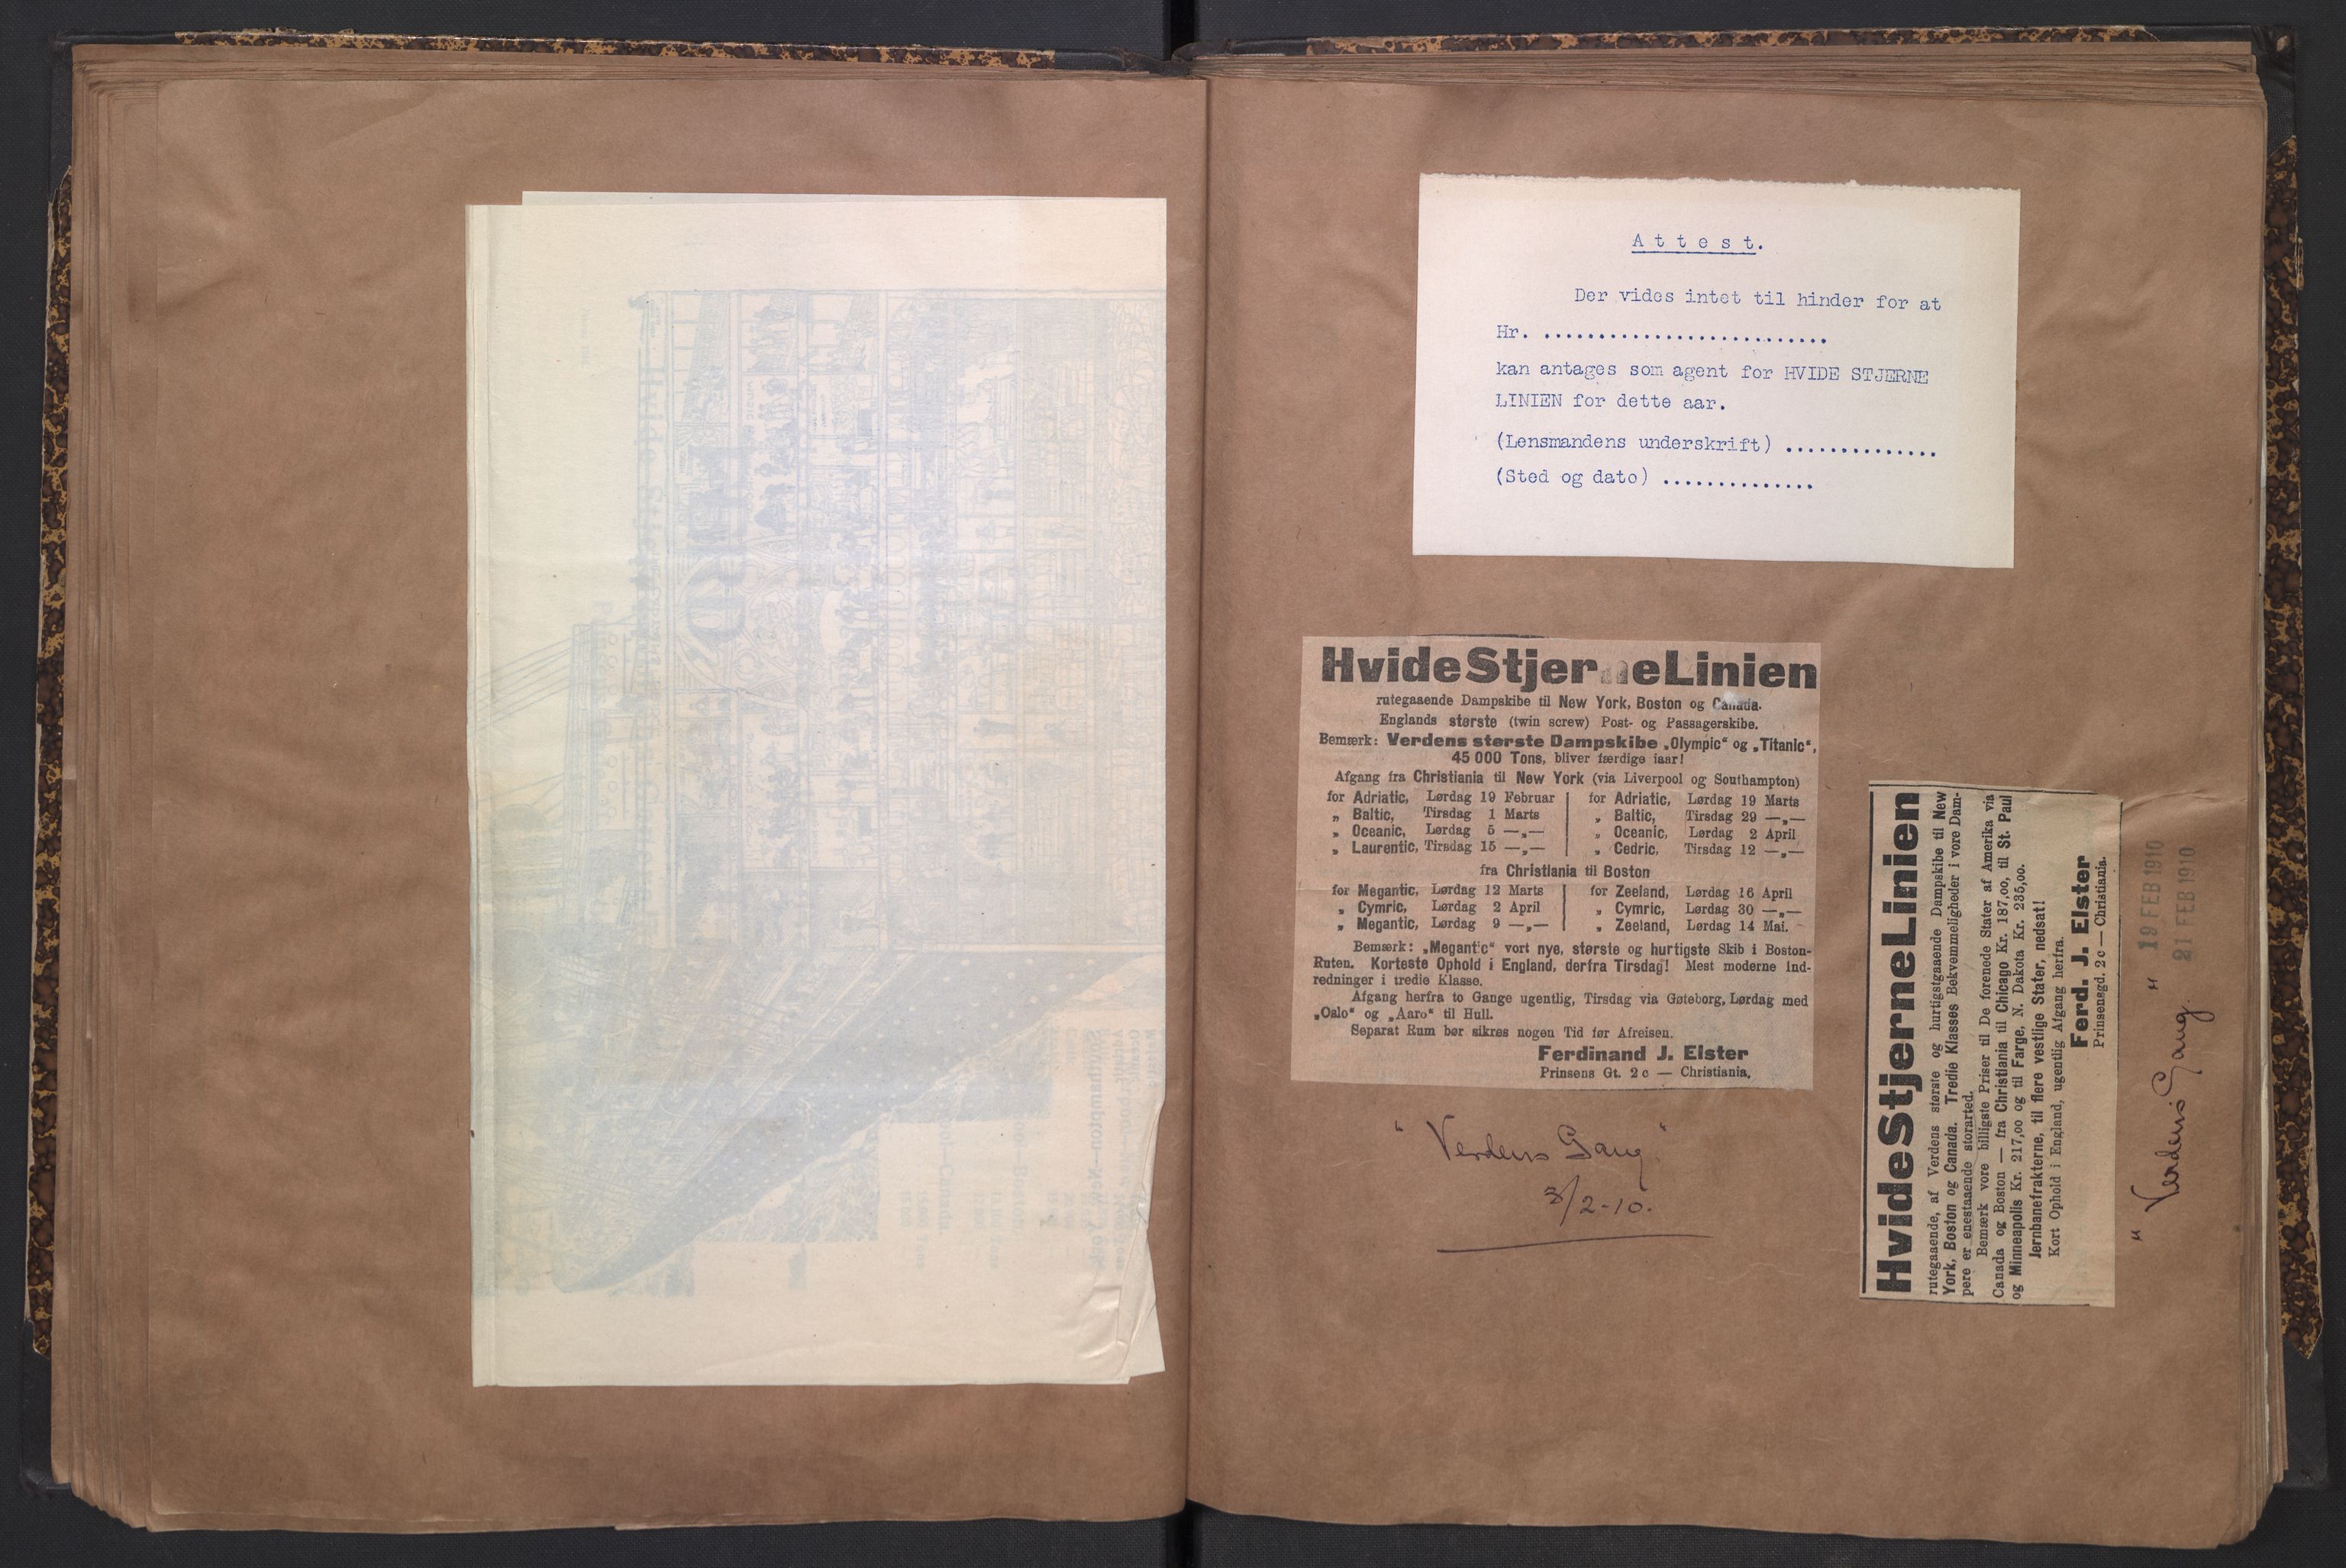 Attest.
Der vides intet til hinder for at
Hr. ..........................
kan antages som agent for HVIDE STJERNE
LINIEN for dette aar.
(Lensmandens underskrift) ..............
(Sted og dato) ..............
HvideStjerneLinien
rutegaaende Dampskibe til New York, Boston og Canada.
Englands største (twin screw) Post- og Passagerskibe.
Bemærk: Verdens største Dampskibe „Olympic“ og „Titanic“,
45 000 Tons, bliver færdige iaar!
Afgang fra Christiania til New York (via Liverpool og Southampton)
for Adriatic, Lørdag 19 Februar | for Adriatic, Lørdag 19 Marts
„ Baltic, Tirsdag 1 Marts | „ Baltic, Tirsdag 29 —„—
„ Oceanic, Lørdag 5 —„— | „ Oceanic, Lørdag 2 April
„ Laurentic, Tirsdag 15 —„— | „ Cedric, Tirsdag 12 —„—
fra Christiania til Boston
for Megantic, Lørdag 12 Marts | for Zeeland, Lørdag 16 April
„ Cymric, Lørdag 2 April | „ Cymric, Lørdag 30 —„—
„ Megantic, Lørdag 9 —„— | „ Zeeland, Lørdag 14 Mai.
Bemærk: „Megantic“ vort nye, største og hurtigste Skib i Boston-
Ruten. Korteste Ophold i England, derfra Tirsdag! Mest moderne Ind-
redninger i tredie Klasse.
Afgang herfra to Gange ugentlig, Tirsdag via Gøteborg, Lørdag med
„Oslo“ og „Aaro“ til Hull.
Separat Rum bør sikres nogen Tid før Afreisen.
Ferdinand J. Elster
Prinsens Gt. 2 c — Christiania.
"Verdens Gang"
8/2-10.
HvideStjerneLinien
rutegaaende, af Verdens største og hurtigstgaaende Dampskibe til New
York, Boston og Canada. Tredie Klasses Bekvemmeligheder i vore Dam-
pere er enestaaende storarted.
Bemærk vore billigste Priser til De forenede Stater af Amerika via
Canada og Boston — fra Christiania til Chicago Kr. 187,00, til St. Paul
og Minneapolis Kr. 217,00 og til Farge, N. Dakota Kr. 235,00.
Jernbanefrakterne, til flere vestlige Stater, nedsat!
Kort Ophold i England, ugentlig Afgang herfra.
Ferd. J. Elster
Prinsensgd. 2 c — Christiania.
"Verdens Gang." " 19 FEB 1910
21 FEB 1910